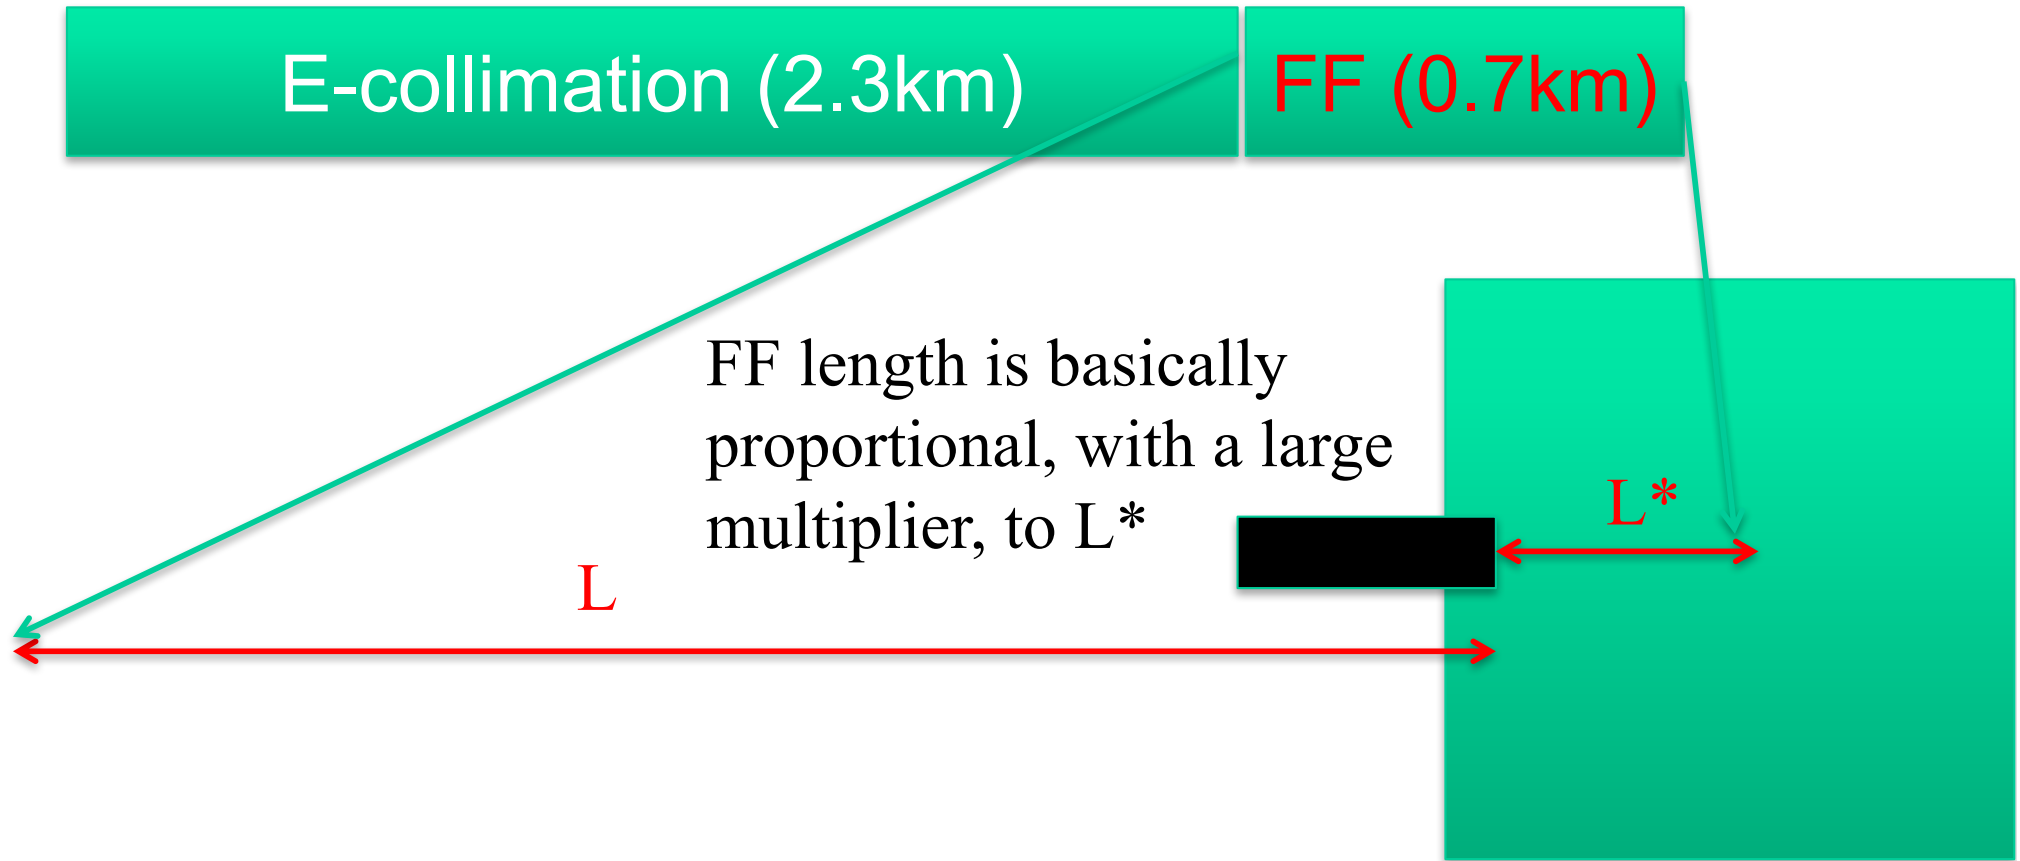 E-collimation (2.3km)
FF (0.7km)
FF length is basically
proportional, with a large
multiplier, to L*
L*
L